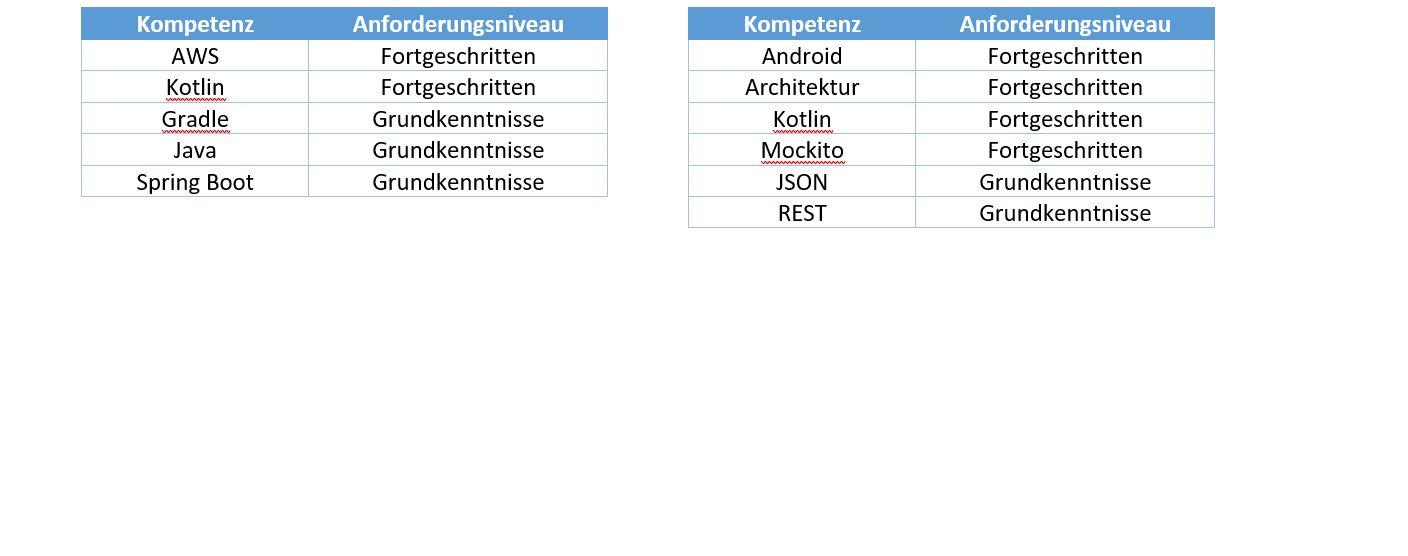 Kompetenz Anforderungsniveau
AWS Fortgeschritten
Kotlin Fortgeschritten
Gradle Grundkenntnisse
Java Grundkenntnisse
Spring Boot Grundkenntnisse
Kompetenz Anforderungsniveau
Android Fortgeschritten
Architektur Fortgeschritten
Kotlin Fortgeschritten
Mockito Fortgeschritten
JSON Grundkenntnisse
REST Grundkenntnisse